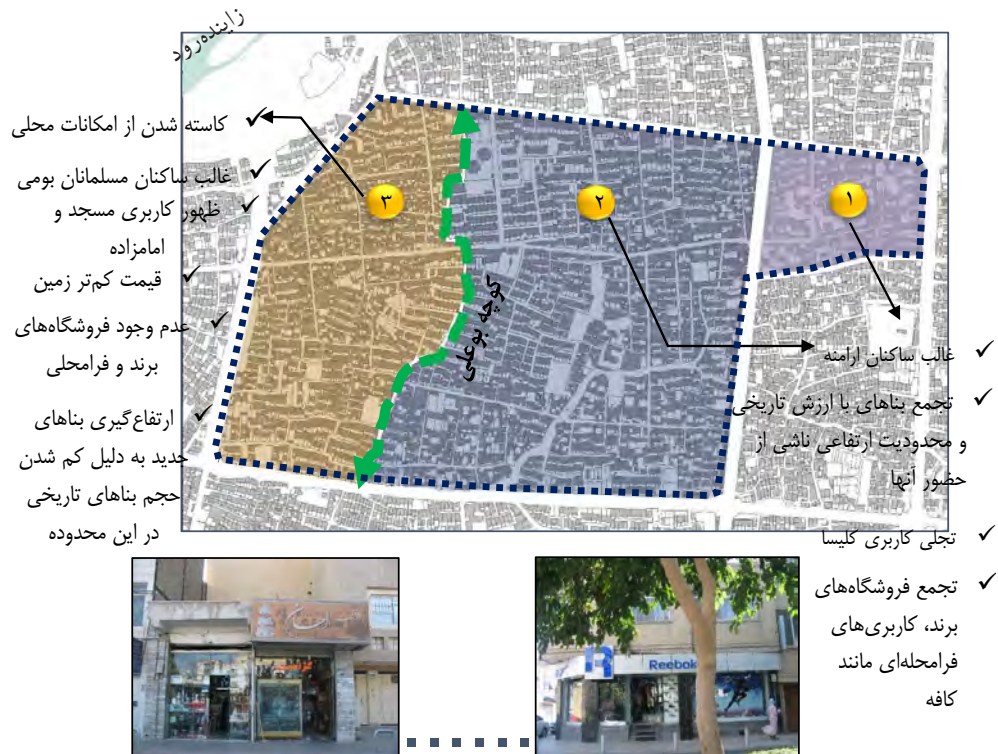 زاینده‌رود
✓ کاسته شدن از امکانات محلی
✓ غالب ساکنان مسلمانان بومی
✓ ظهور کاربری مسجد و
امامزاده
✓ قیمت کم‌تر زمین
✓ عدم وجود فروشگاه‌های
برند و فرامحلی
✓ ارتفاع‌گیری بناهای
جدید به دلیل کم شدن
حجم بناهای تاریخی
در این محدوده
۳
۲
۱
کوچه بوعلی
✓ غالب ساکنان ارامنه
✓ تجمع بناهای با ارزش تاریخی
و محدودیت ارتفاعی ناشی از
حضور آنها
✓ تجلی کاربری کلیسا
✓ تجمع فروشگاه‌های
برند، کاربری‌های
فرامحله‌ای مانند
کافه
Reebok